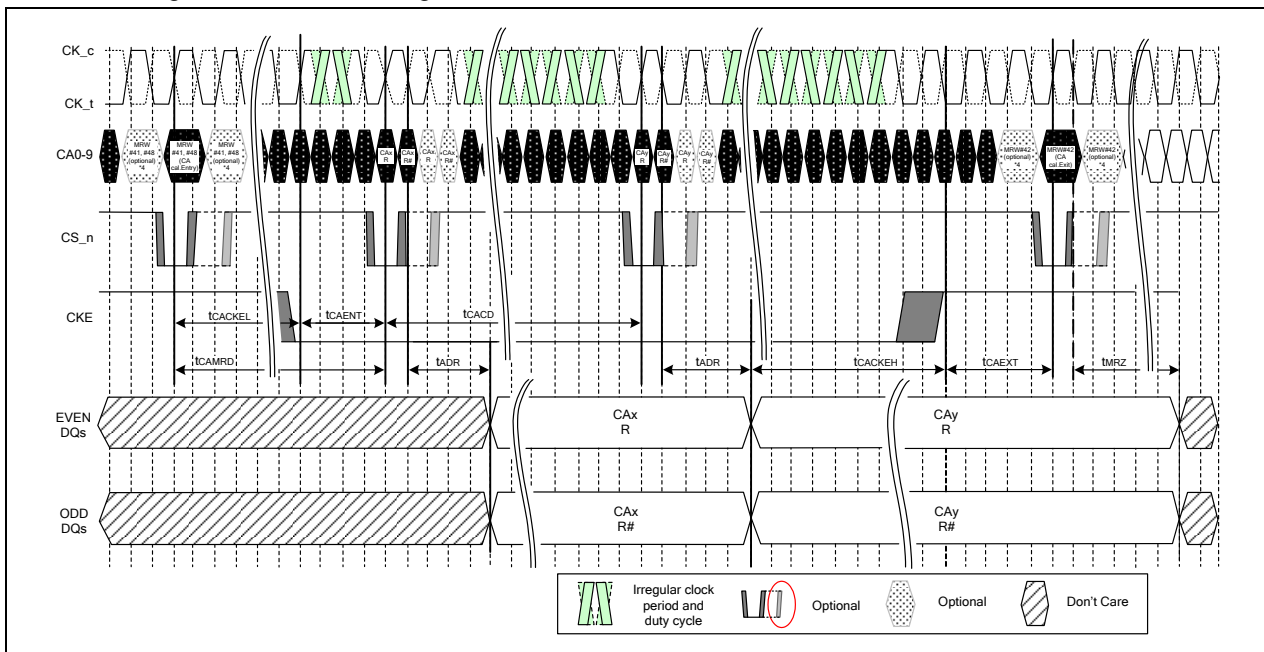 CK_c
CK_t
CA0-9
MRW #41, #48 (optional) *4
MRW #41, #48 (CA cal.Entry)
MRW #41, #48 (optional) *4
CAx R
CAx R#
CAx R
CAx R#
CAy R
CAy R#
CAy R
CAy R#
MRW#42 (optional) *4
MRW#42 (CA cal.Exit)
MRW#42 (optional) *4
CS_n
CKE
tCACKEL
tCAENT
tCACD
tCAMRD
tADR
tADR
tCACKEH
tCAEXT
tMRZ
EVEN
DQs
CAx
R
CAy
R
ODD
DQs
CAx
R#
CAy
R#
Irregular clock
period and
duty cycle
Optional
Optional
Don't Care